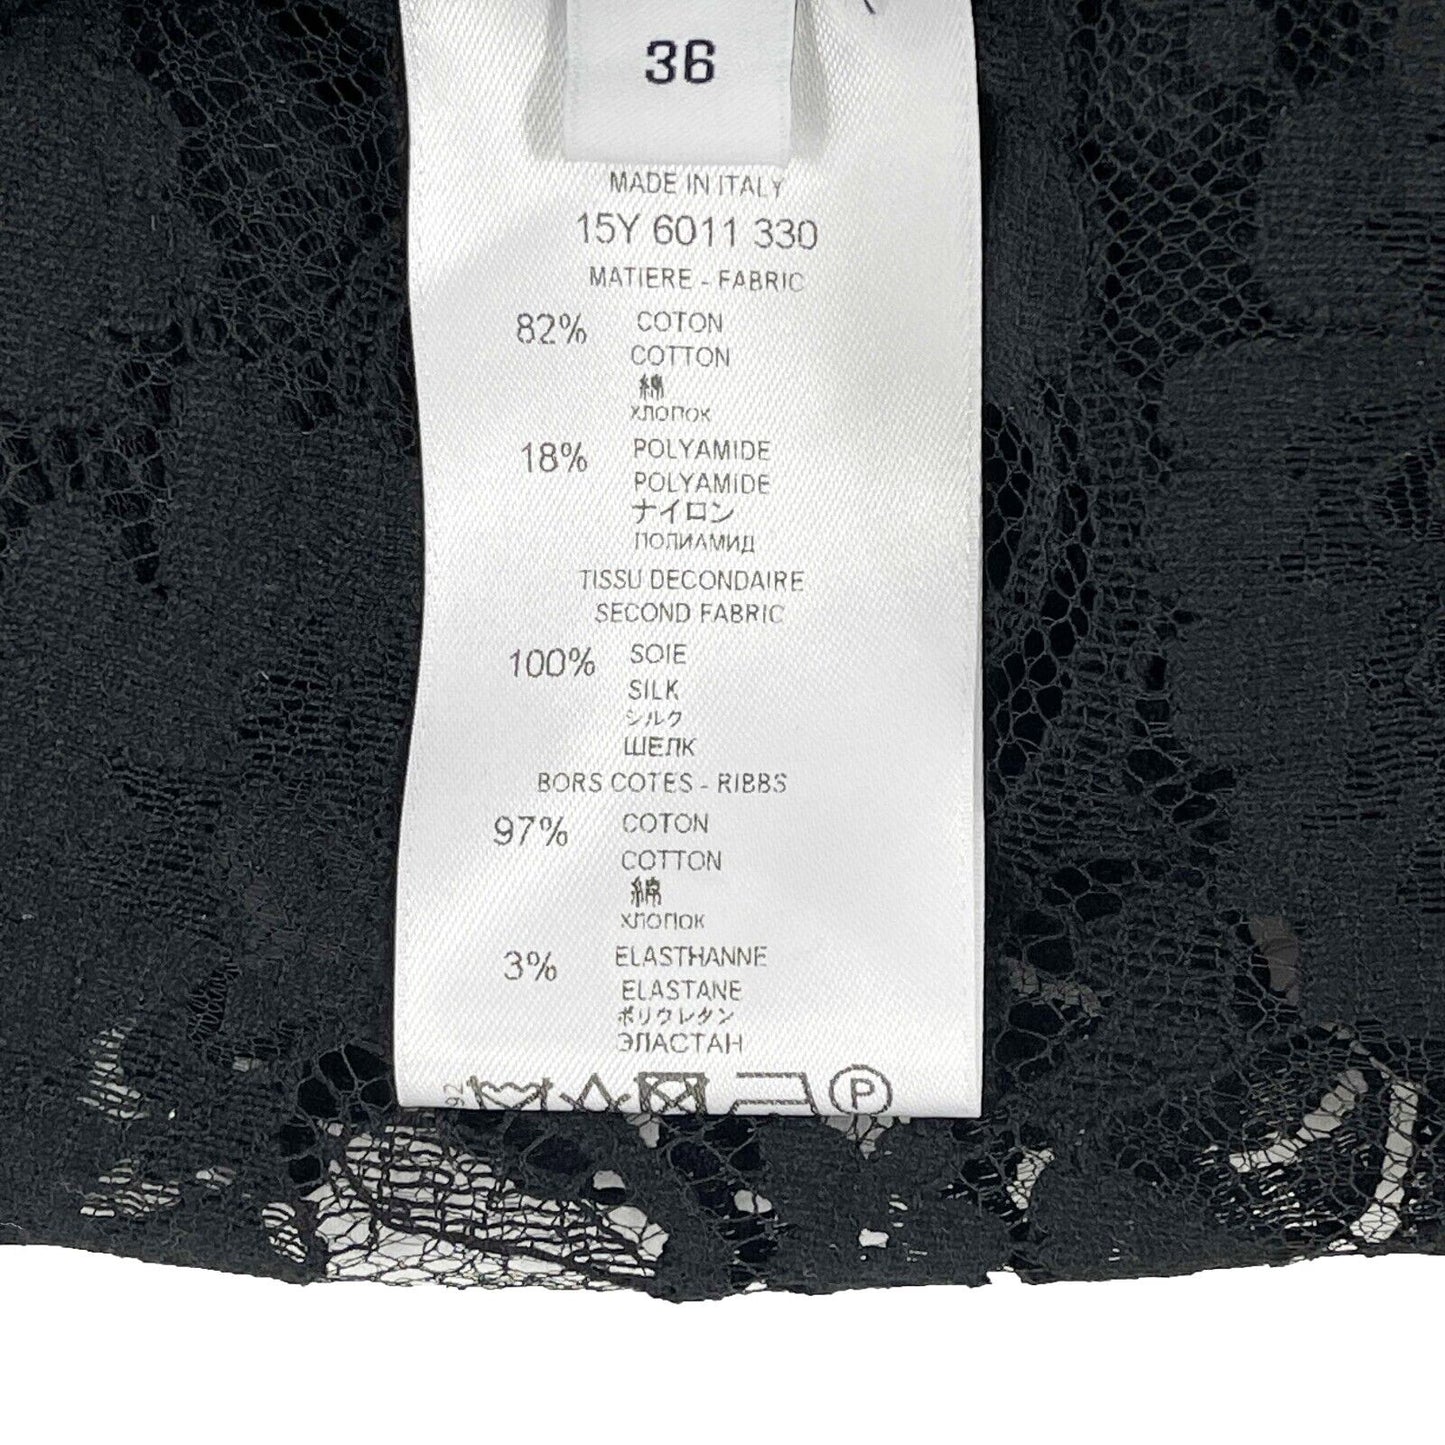 36
MADE IN ITALY
15Y 6011 330
MATIERE - FABRIC
82% COTON
COTTON
綿
ХЛОПОК
18% POLYAMIDE
POLYAMIDE
ナイロン
ПОЛИАМИД
TISSU DECONDAIRE
SECOND FABRIC
100% SOIE
SILK
シルク
ШЕЛК
BORS COTES - RIBBS
97% COTON
COTTON
綿
ХЛОПОК
3% ELASTHANNE
ELASTANE
ポリウレタン
ЭЛАСТАН
92
P